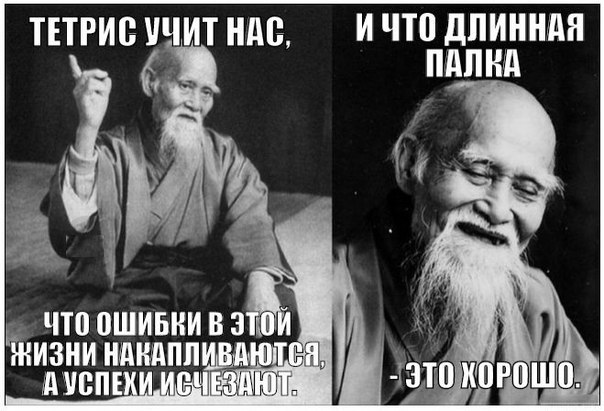 ТЕТРИС УЧИТ НАС,
ЧТО ОШИБКИ В ЭТОЙ
ЖИЗНИ НАКАПЛИВАЮТСЯ,
А УСПЕХИ ИСЧЕЗАЮТ.
И ЧТО ДЛИННАЯ
ПАЛКА
- ЭТО ХОРОШО.